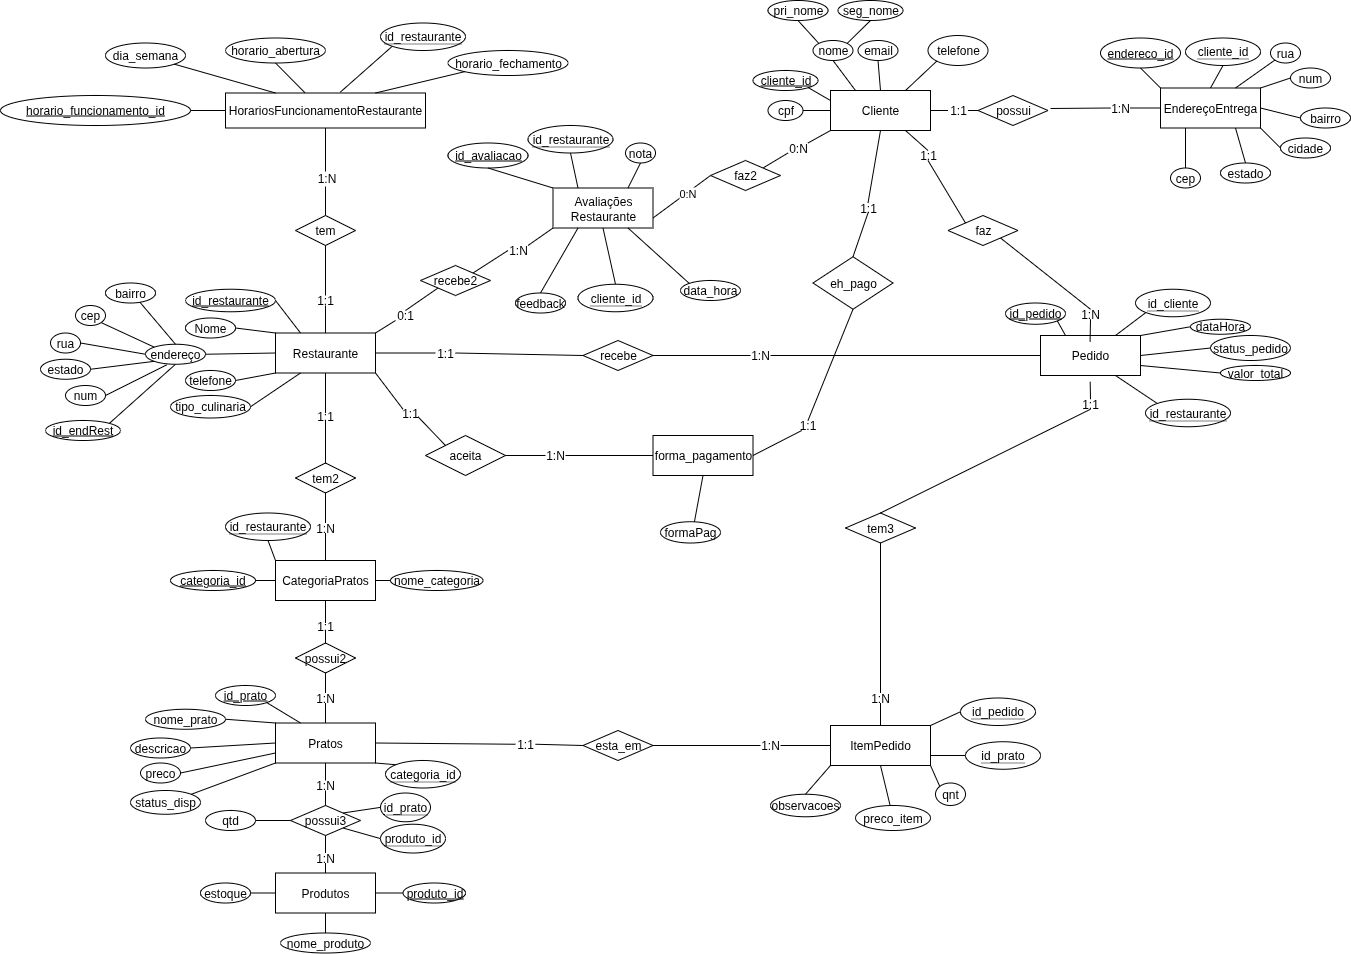 pri_nome
seg_nome
dia_semana
horario_abertura
id_restaurante
horario_fechamento
nome
email
telefone
cliente_id
cpf
Cliente
1:1
possui
1:N
endereco_id
cliente_id
rua
num
EndereçoEntrega
bairro
cidade
estado
cep
horario_funcionamento_id
HorariosFuncionamentoRestaurante
1:N
tem
1:1
id_avaliacao
id_restaurante
nota
Avaliações
Restaurante
0:N
faz2
0:N
1:N
recebe2
0:1
feedback
cliente_id
data_hora
1:1
eh_pago
1:1
1:1
faz
1:N
bairro
cep
rua
estado
num
id_endRest
endereço
id_restaurante
Nome
telefone
tipo_culinaria
Restaurante
1:1
recebe
1:N
id_pedido
id_cliente
dataHora
status_pedido
valor_total
id_restaurante
Pedido
1:1
1:1
tem2
1:N
1:1
aceita
1:N
forma_pagamento
formaPag
tem3
1:N
id_restaurante
categoria_id
CategoriaPratos
nome_categoria
1:1
possui2
1:N
id_prato
nome_prato
descricao
preco
status_disp
Pratos
categoria_id
1:1
esta_em
1:N
ItemPedido
id_pedido
id_prato
qnt
preco_item
observacoes
1:N
qtd
possui3
id_prato
produto_id
1:N
estoque
Produtos
produto_id
nome_produto